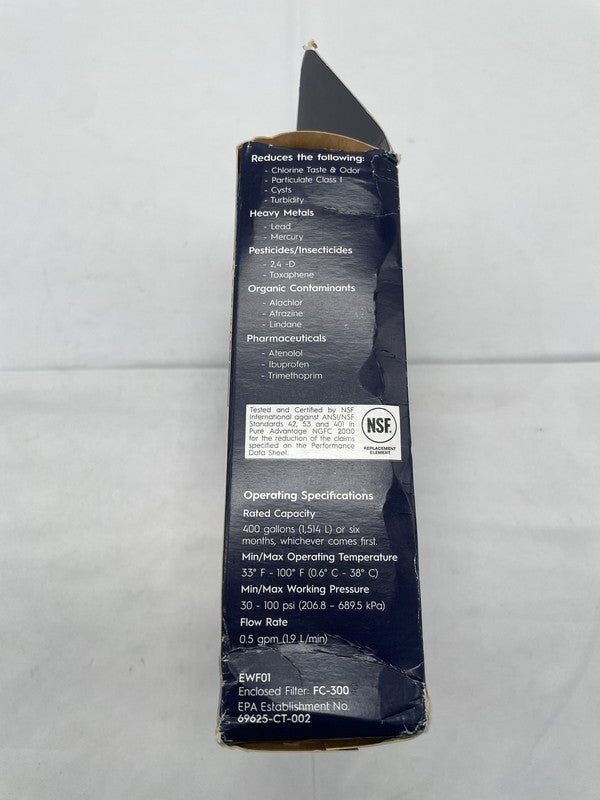 Reduces the following:
- Chlorine Taste & Odor
- Particulate Class I
- Cysts
- Turbidity
Heavy Metals
- Lead
- Mercury
Pesticides/Insecticides
- 2,4 -D
- Toxaphene
Organic Contaminants
- Alachlor
- Atrazine
- Lindane
Pharmaceuticals
- Atenolol
- Ibuprofen
- Trimethoprim
Tested and Certified by NSF
International against ANSI/NSF
Standards 42, 53 and 401 in
Pure Advantage NGFC 2000
for the reduction of the claims
specified on the Performance
Data Sheet.
NSF.
REPLACEMENT
ELEMENT
Operating Specifications
Rated Capacity
400 gallons (1,514 L) or six
months, whichever comes first.
Min/Max Operating Temperature
33° F - 100° F (0.6° C - 38° C)
Min/Max Working Pressure
30 - 100 psi (206.8 - 689.5 kPa)
Flow Rate
0.5 gpm (1.9 L/min)
EWF01
Enclosed Filter: FC-300
EPA Establishment No.
69625-CT-002